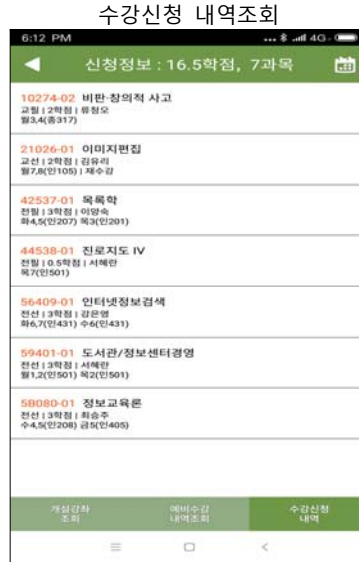 수강신청 내역조회
6:12 PM
4G
신청정보 : 16.5학점, 7과목
10274-02 비판·창의적 사고
교필 | 2학점 | 류정오
월3,4(종317)
21026-01 이미지편집
교선 | 2학점 | 김유리
월7,8(인105) | 재수강
42537-01 목록학
전필 | 3학점 | 이양숙
화4,5(인207) 목3(인201)
44538-01 진로지도 IV
전필 | 0.5학점 | 서혜란
목7(인501)
56409-01 인터넷정보검색
전선 | 3학점 | 강은영
화6,7(인431) 수6(인431)
59401-01 도서관/정보센터경영
전선 | 3학점 | 서혜란
월1,2(인501) 목2(인501)
58080-01 정보교육론
전선 | 3학점 | 최승주
수4,5(인208) 금5(인405)
개설강좌
조회
예비수강
내역조회
수강신청
내역